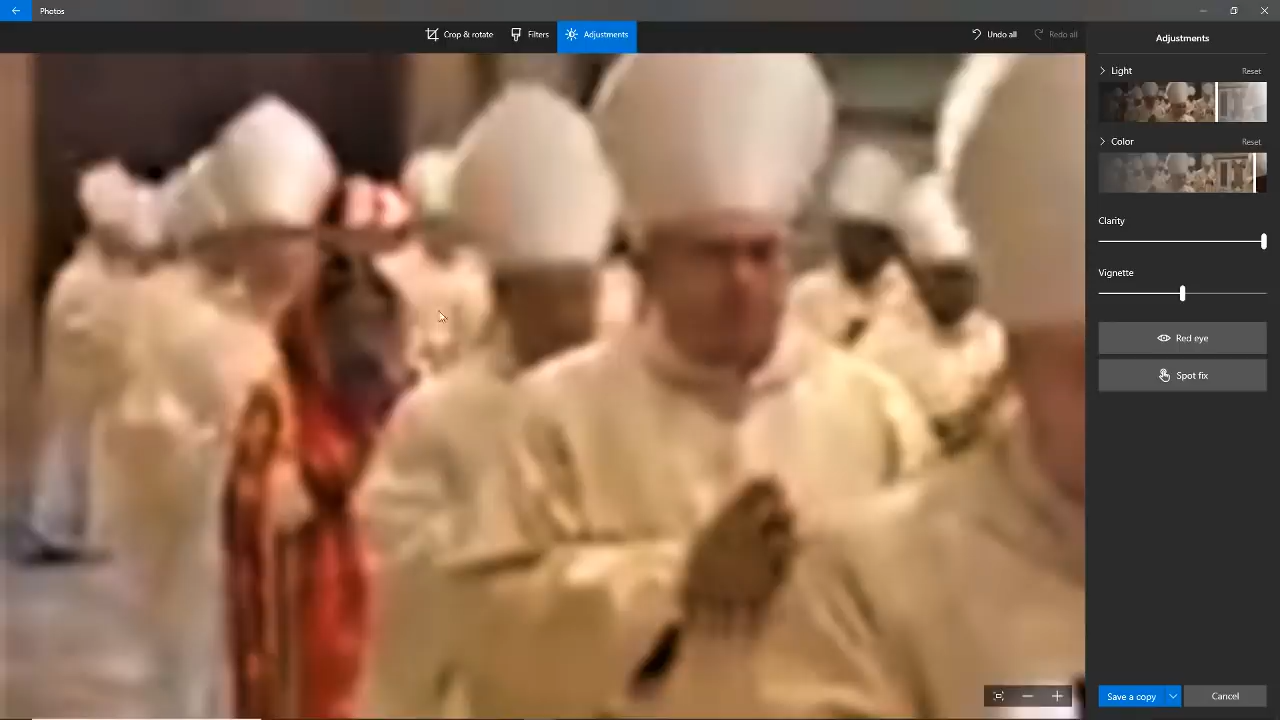 Photos
Crop & rotate
Filters
Adjustments
Undo all
Redo all
Adjustments
Light
Reset
Color
Reset
Clarity
Vignette
Red eye
Spot fix
Save a copy
Cancel